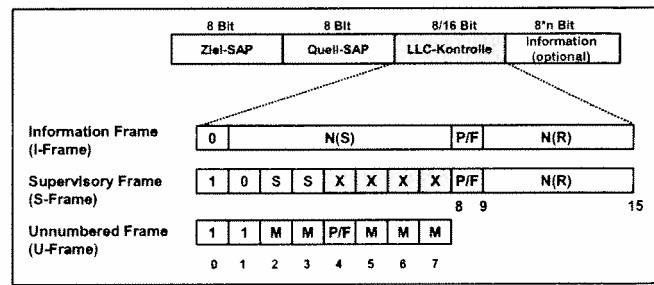 8 Bit 8 Bit 8/16 Bit 8*n Bit
Ziel-SAP Quell-SAP LLC-Kontrolle Information
(optional)
Information Frame
(I-Frame)
0 N(S) P/F N(R)
Supervisory Frame
(S-Frame)
1 0 S S X X X X P/F N(R)
8 9 15
Unnumbered Frame
(U-Frame)
1 1 M M P/F M M M
0 1 2 3 4 5 6 7